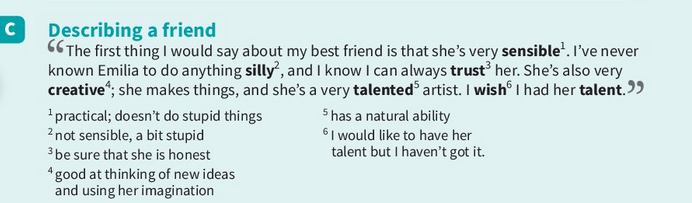 C Describing a friend
“The first thing I would say about my best friend is that she’s very sensible¹. I’ve never
known Emilia to do anything silly², and I know I can always trust³ her. She’s also very
creative⁴; she makes things, and she’s a very talented⁵ artist. I wish⁶ I had her talent.”
¹ practical; doesn’t do stupid things
² not sensible, a bit stupid
³ be sure that she is honest
⁴ good at thinking of new ideas
and using her imagination
⁵ has a natural ability
⁶ I would like to have her
talent but I haven’t got it.